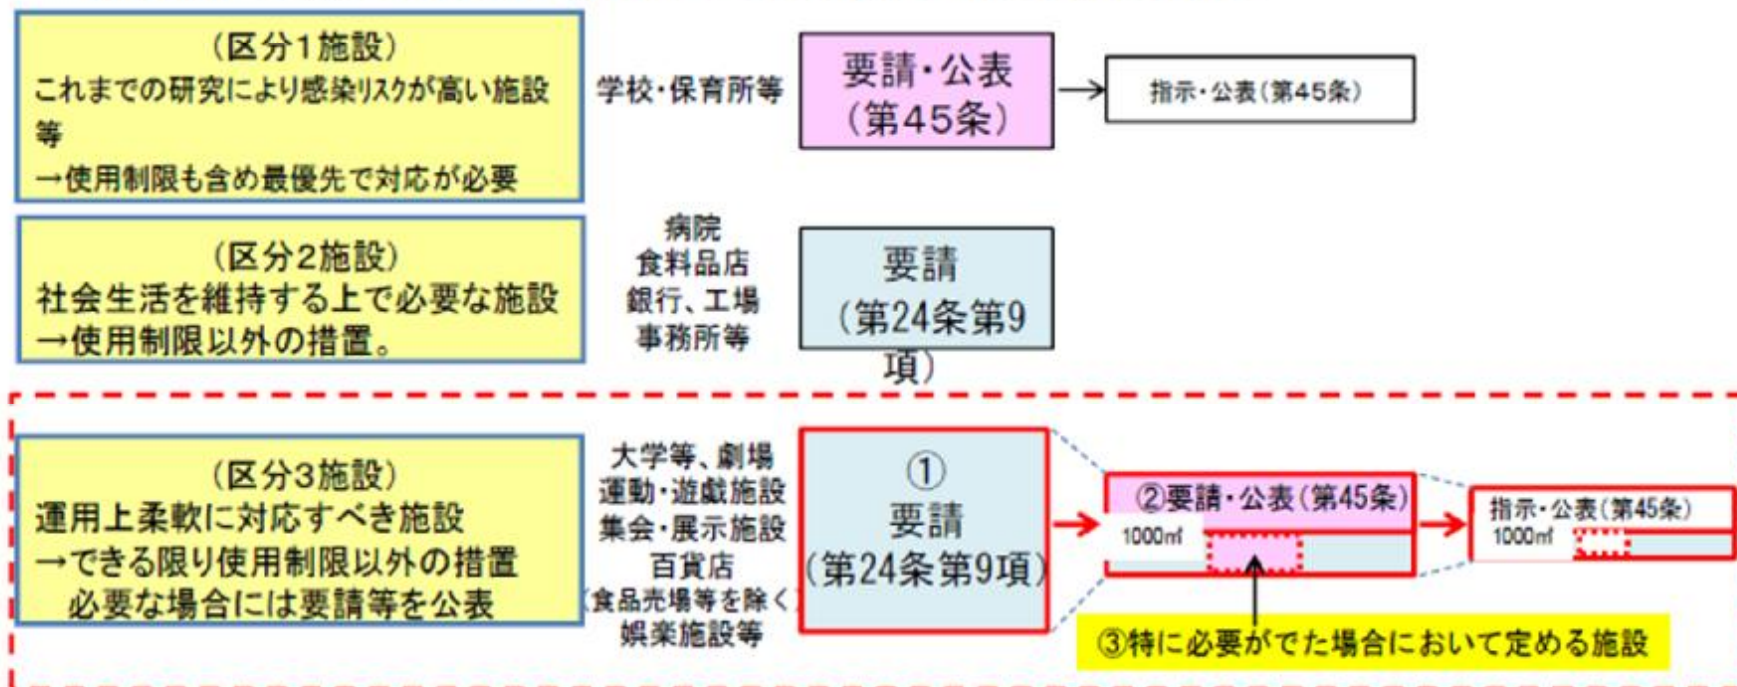 (区分1施設)
これまでの研究により感染リスクが高い施設
等
→使用制限も含め最優先で対応が必要
学校・保育所等
要請・公表
(第45条)
指示・公表(第45条)
(区分2施設)
社会生活を維持する上で必要な施設
→使用制限以外の措置。
病院
食料品店
銀行、工場
事務所等
要請
(第24条第9
項)
(区分3施設)
運用上柔軟に対応すべき施設
→できる限り使用制限以外の措置
必要な場合には要請等を公表
大学等、劇場
運動・遊戯施設
集会・展示施設
百貨店
(食品売場等を除く)
娯楽施設等
①
要請
(第24条第9項)
②要請・公表(第45条)
1000㎡
指示・公表(第45条)
1000㎡
③特に必要がでた場合において定める施設